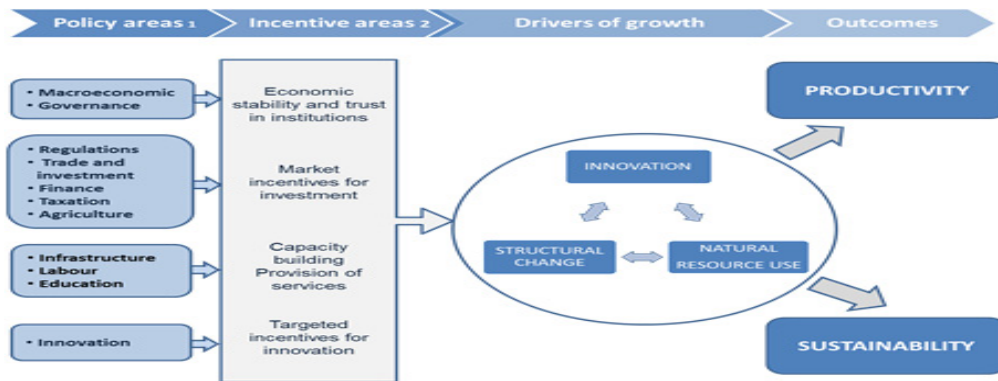 Policy areas 1
Incentive areas 2
Drivers of growth
Outcomes
• Macroeconomic
• Governance
• Regulations
• Trade and
investment
• Finance
• Taxation
• Agriculture
• Infrastructure
• Labour
• Education
• Innovation
Economic
stability and trust
in institutions
Market
incentives for
investment
Capacity
building
Provision of
services
Targeted
incentives for
innovation
INNOVATION
STRUCTURAL
CHANGE
NATURAL
RESOURCE USE
PRODUCTIVITY
SUSTAINABILITY